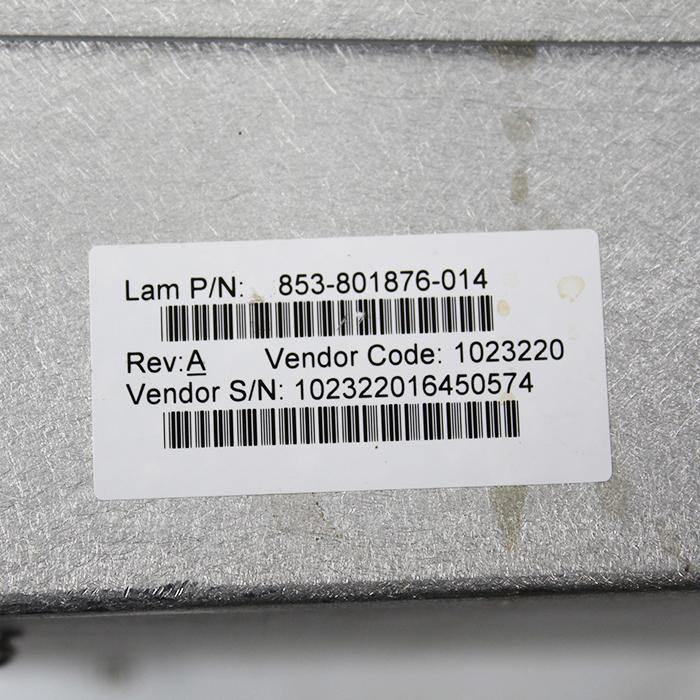 Lam P/N: 853-801876-014
Rev:A Vendor Code: 1023220
Vendor S/N: 102322016450574